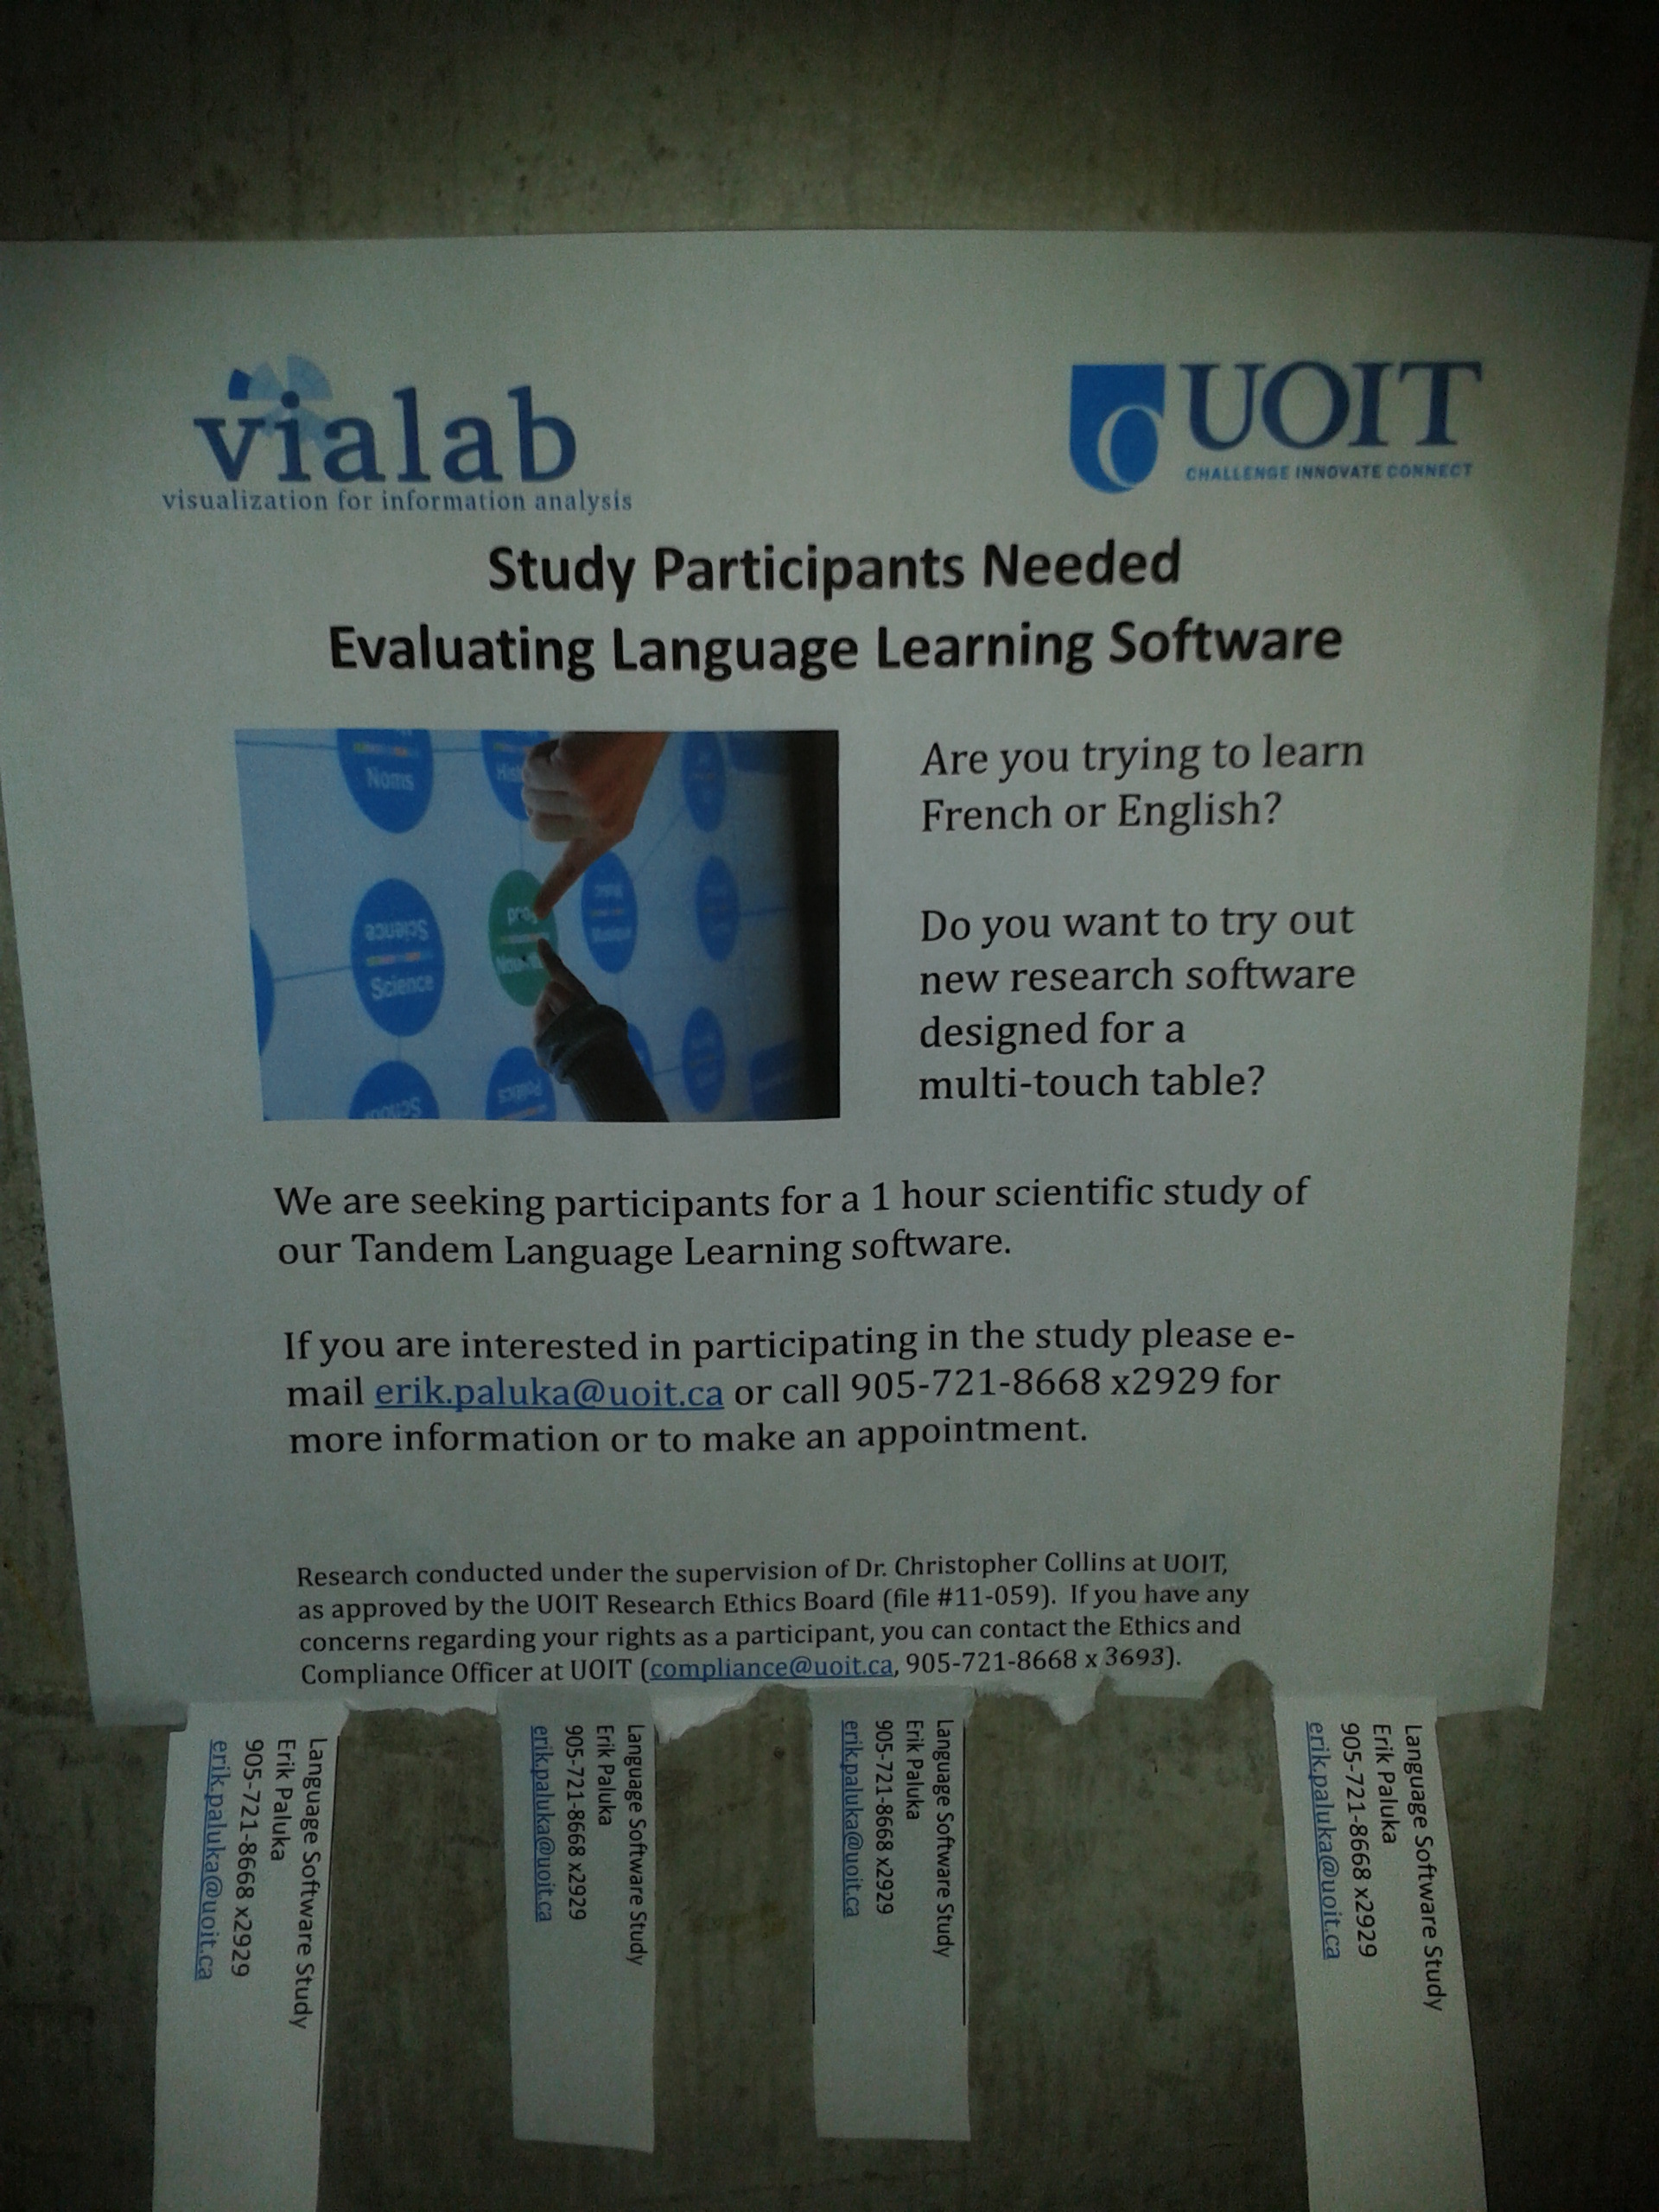 vialab
visualization for information analysis
UOIT
CHALLENGE INNOVATE CONNECT
Study Participants Needed
Evaluating Language Learning Software
Noms
Science
Science
Politics
Are you trying to learn
French or English?
Do you want to try out
new research software
designed for a
multi-touch table?
We are seeking participants for a 1 hour scientific study of
our Tandem Language Learning software.
If you are interested in participating in the study please e-
mail erik.paluka@uoit.ca or call 905-721-8668 x2929 for
more information or to make an appointment.
Research conducted under the supervision of Dr. Christopher Collins at UOIT,
as approved by the UOIT Research Ethics Board (file #11-059). If you have any
concerns regarding your rights as a participant, you can contact the Ethics and
Compliance Officer at UOIT (compliance@uoit.ca, 905-721-8668 x 3693).
Language Software Study
Erik Paluka
905-721-8668 x2929
erik.paluka@uoit.ca
Language Software Study
Erik Paluka
905-721-8668 x2929
erik.paluka@uoit.ca
Language Software Study
Erik Paluka
905-721-8668 x2929
erik.paluka@uoit.ca
Language Software Study
Erik Paluka
905-721-8668 x2929
erik.paluka@uoit.ca